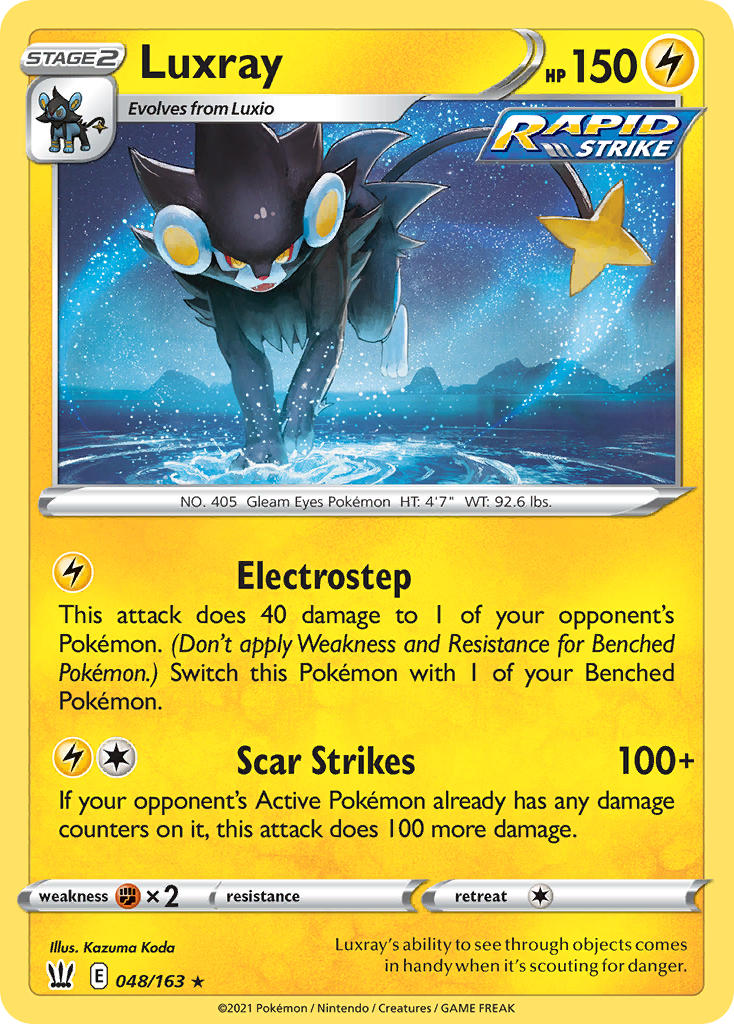 STAGE 2
Luxray
HP 150
Evolves from Luxio
RAPID
STRIKE
NO. 405 Gleam Eyes Pokémon HT: 4'7" WT: 92.6 lbs.
Electrostep
This attack does 40 damage to 1 of your opponent's
Pokémon. (Don't apply Weakness and Resistance for Benched
Pokémon.) Switch this Pokémon with 1 of your Benched
Pokémon.
Scar Strikes 100+
If your opponent's Active Pokémon already has any damage
counters on it, this attack does 100 more damage.
weakness ×2 resistance retreat
Illus. Kazuma Koda
Luxray's ability to see through objects comes
in handy when it's scouting for danger.
E 048/163 ★
©2021 Pokémon / Nintendo / Creatures / GAME FREAK